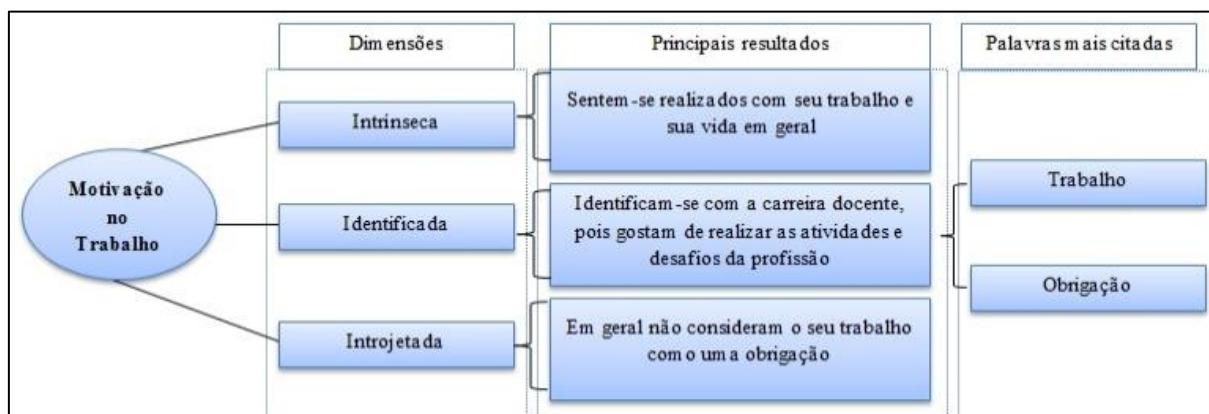 Dimensões
Principais resultados
Palavras mais citadas
Motivação
no
Trabalho
Intrínseca
Sentem-se realizados com seu trabalho e
sua vida em geral
Identificada
Identificam-se com a carreira docente,
pois gostam de realizar as atividades e
desafios da profissão
Introjetada
Em geral não consideram o seu trabalho
como uma obrigação
Trabalho
Obrigação